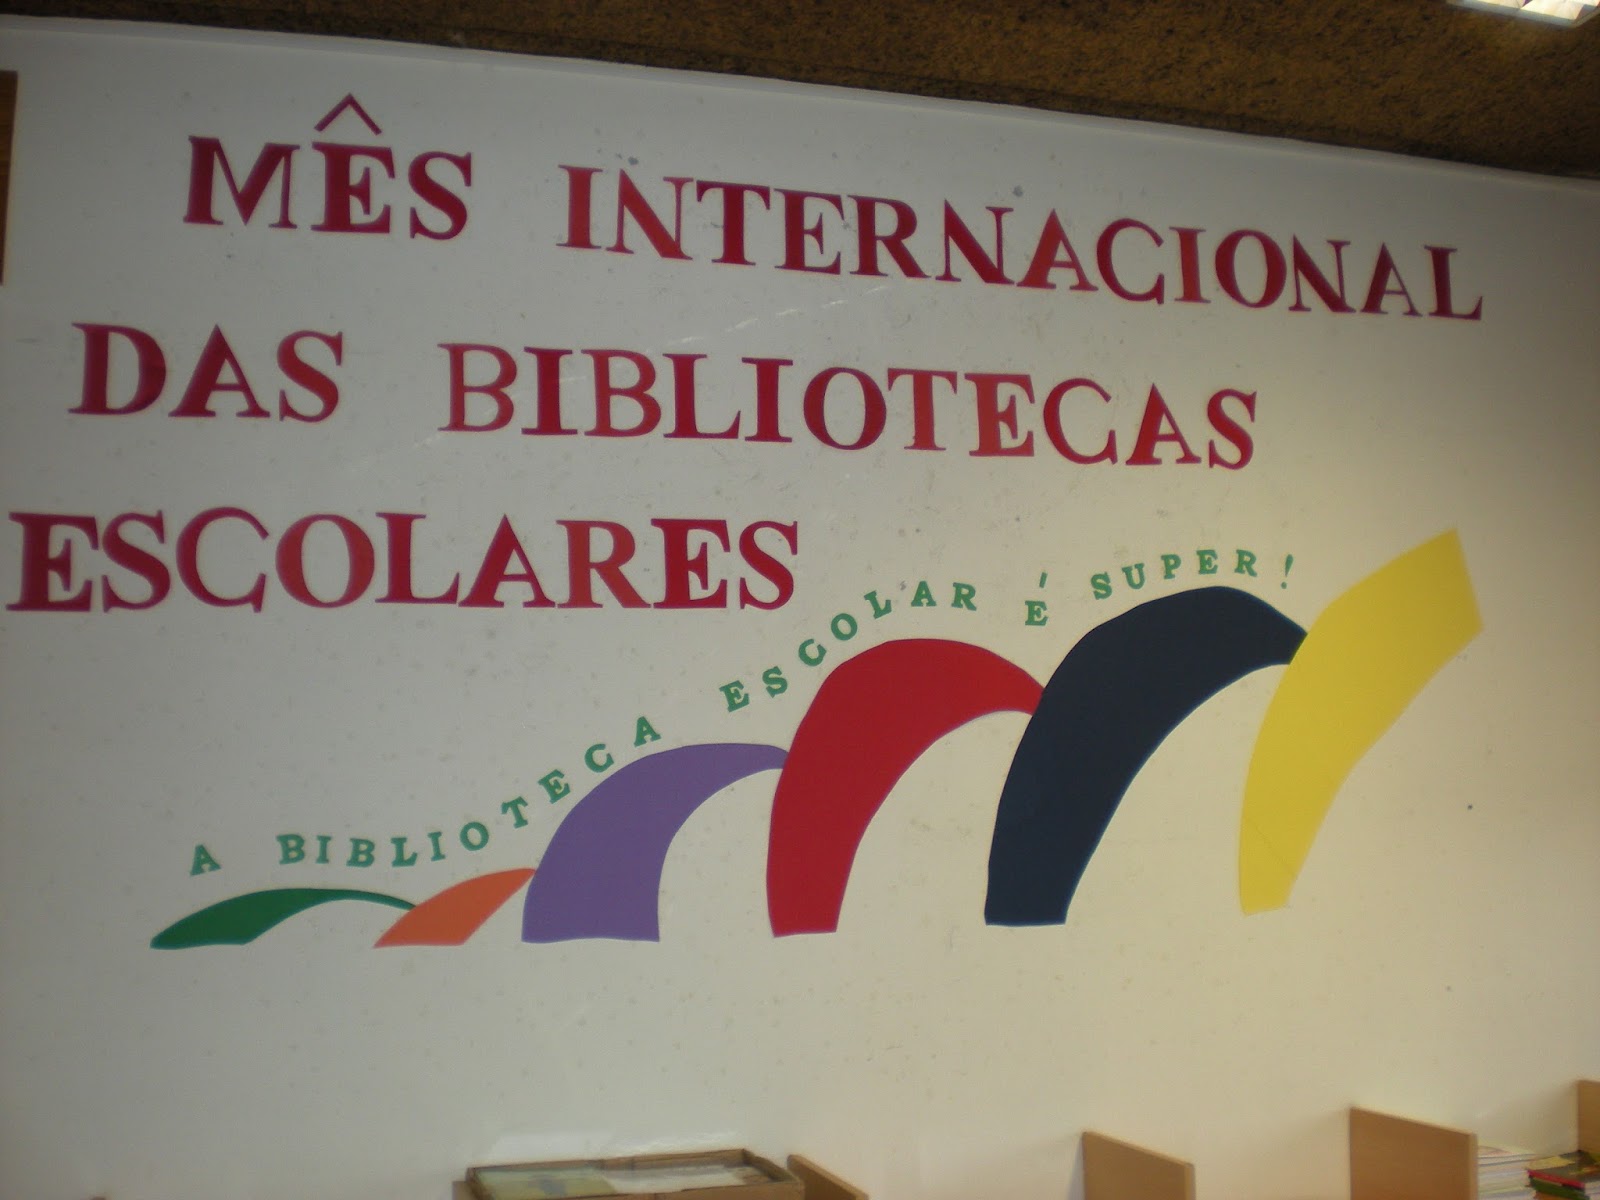 MÊS INTERNACIONAL
DAS BIBLIOTECAS
ESCOLARES
A BIBLIOTECA ESCOLAR É SUPER!